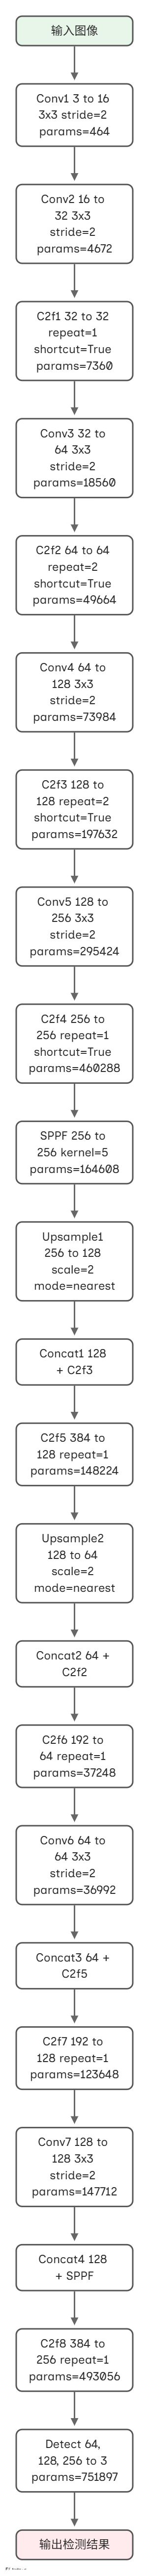 输入图像
Conv1 3 to 16
3x3 stride=2
params=464
Conv2 16 to
32 3x3
stride=2
params=4672
C2f1 32 to 32
repeat=1
shortcut=True
params=7360
Conv3 32 to
64 3x3
stride=2
params=18560
C2f2 64 to 64
repeat=2
shortcut=True
params=49664
Conv4 64 to
128 3x3
stride=2
params=73984
C2f3 128 to
128 repeat=2
shortcut=True
params=197632
Conv5 128 to
256 3x3
stride=2
params=295424
C2f4 256 to
256 repeat=1
shortcut=True
params=460288
SPPF 256 to
256 kernel=5
params=164608
Upsample1
256 to 128
scale=2
mode=nearest
Concat1 128
+ C2f3
C2f5 384 to
128 repeat=1
params=148224
Upsample2
128 to 64
scale=2
mode=nearest
Concat2 64 +
C2f2
C2f6 192 to
64 repeat=1
params=37248
Conv6 64 to
64 3x3
stride=2
params=36992
Concat3 64 +
C2f5
C2f7 192 to
128 repeat=1
params=123648
Conv7 128 to
128 3x3
stride=2
params=147712
Concat4 128
+ SPPF
C2f8 384 to
256 repeat=1
params=493056
Detect 64,
128, 256 to 3
params=751897
输出检测结果